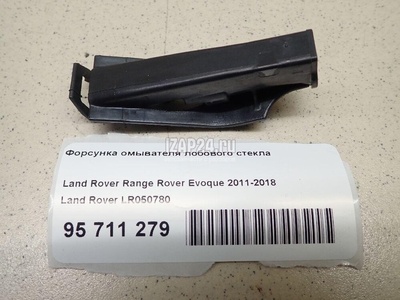 IZAP24.ru
Форсунка омывателя лобового стекла
Land Rover Range Rover Evoque 2011-2018
Land Rover LR050780
95 711 279